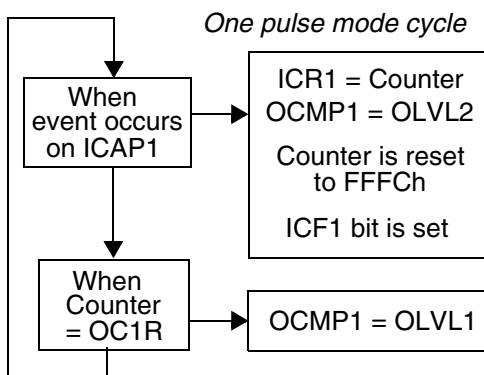 One pulse mode cycle
When
event occurs
on ICAP1
ICR1 = Counter
OCMP1 = OLVL2
Counter is reset
to FFFCh
ICF1 bit is set
When
Counter
= OC1R
OCMP1 = OLVL1